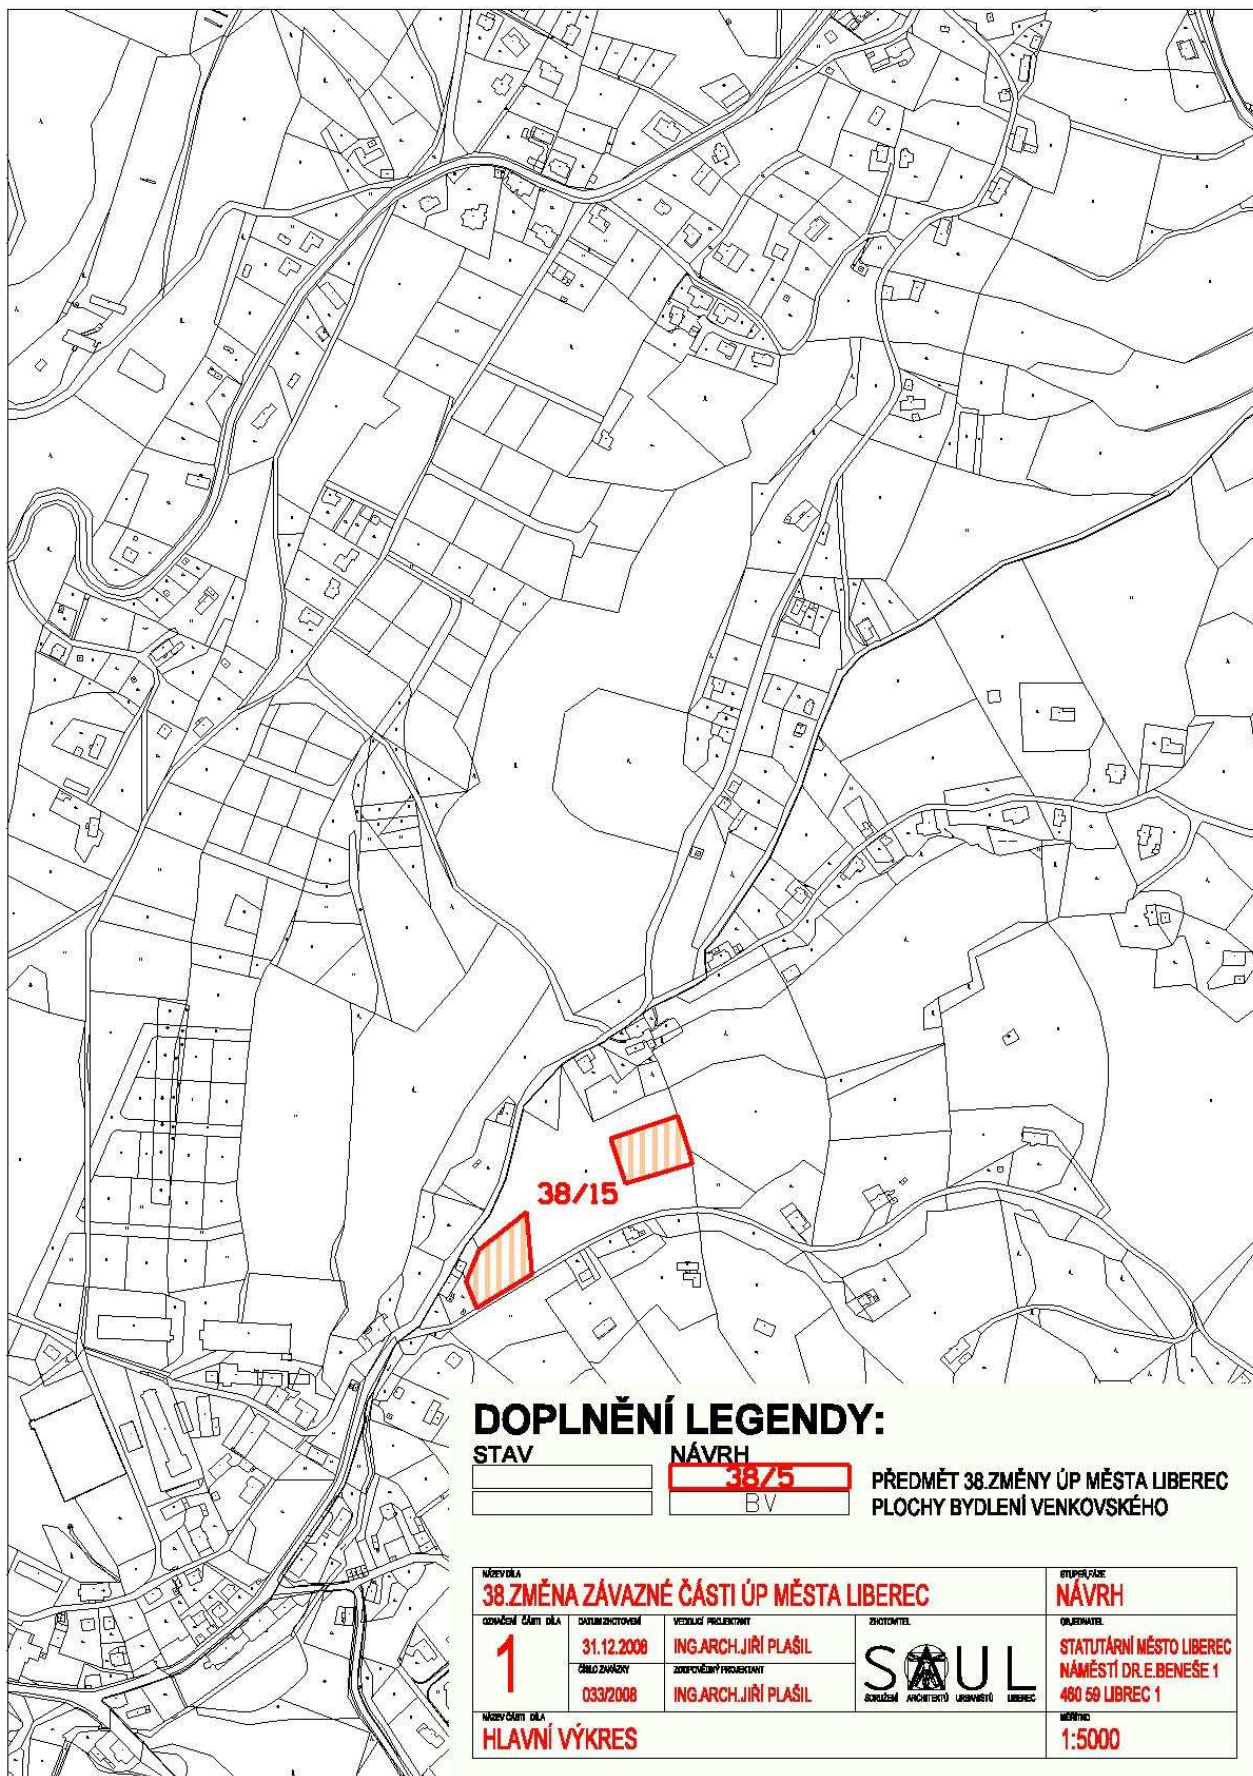 38/15
DOPLNĚNÍ LEGENDY:
STAV NÁVRH
38/5 PŘEDMĚT 38.ZMĚNY ÚP MĚSTA LIBEREC
BV PLOCHY BYDLENÍ VENKOVSKÉHO
NÁZEV DÍLA
38.ZMĚNA ZÁVAZNÉ ČÁSTI ÚP MĚSTA LIBEREC
STUPEŇ,FÁZE
NÁVRH
OZNAČENÍ ČÁSTI DÍLA
1
DATUM ZHOTOVENÍ
31.12.2008
VEDOUCÍ PROJEKTANT
ING.ARCH.JIŘÍ PLAŠIL
ČÍSLO ZAKÁZKY
033/2008
ZODPOVĚDNÝ PROJEKTANT
ING.ARCH.JIŘÍ PLAŠIL
ZHOTOVITEL
SAUL
SDRUŽENÍ ARCHITEKTŮ URBANISTŮ LIBEREC
OBJEDNATEL
STATUTÁRNÍ MĚSTO LIBEREC
NÁMĚSTÍ DR.E.BENEŠE 1
460 59 LIBREC 1
NÁZEV ČÁSTI DÍLA
HLAVNÍ VÝKRES
MĚŘÍTKO
1:5000